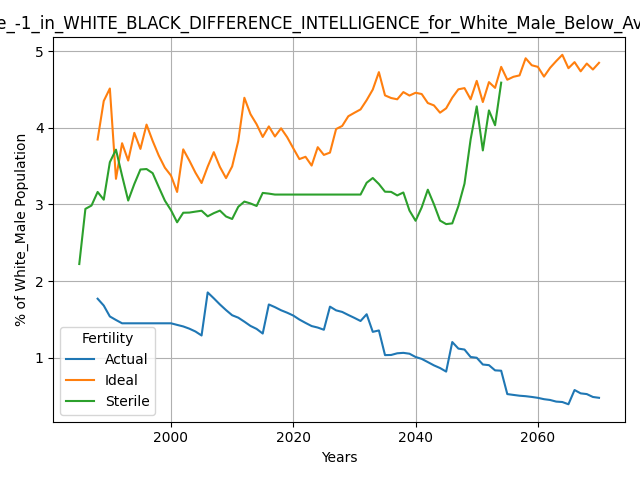 e_-1_in_WHITE_BLACK_DIFFERENCE_INTELLIGENCE_for_White_Male_Below_Av
5
4
3
2
1
% of White_Male Population
Fertility
Actual
Ideal
Sterile
2000 2020 2040 2060
Years